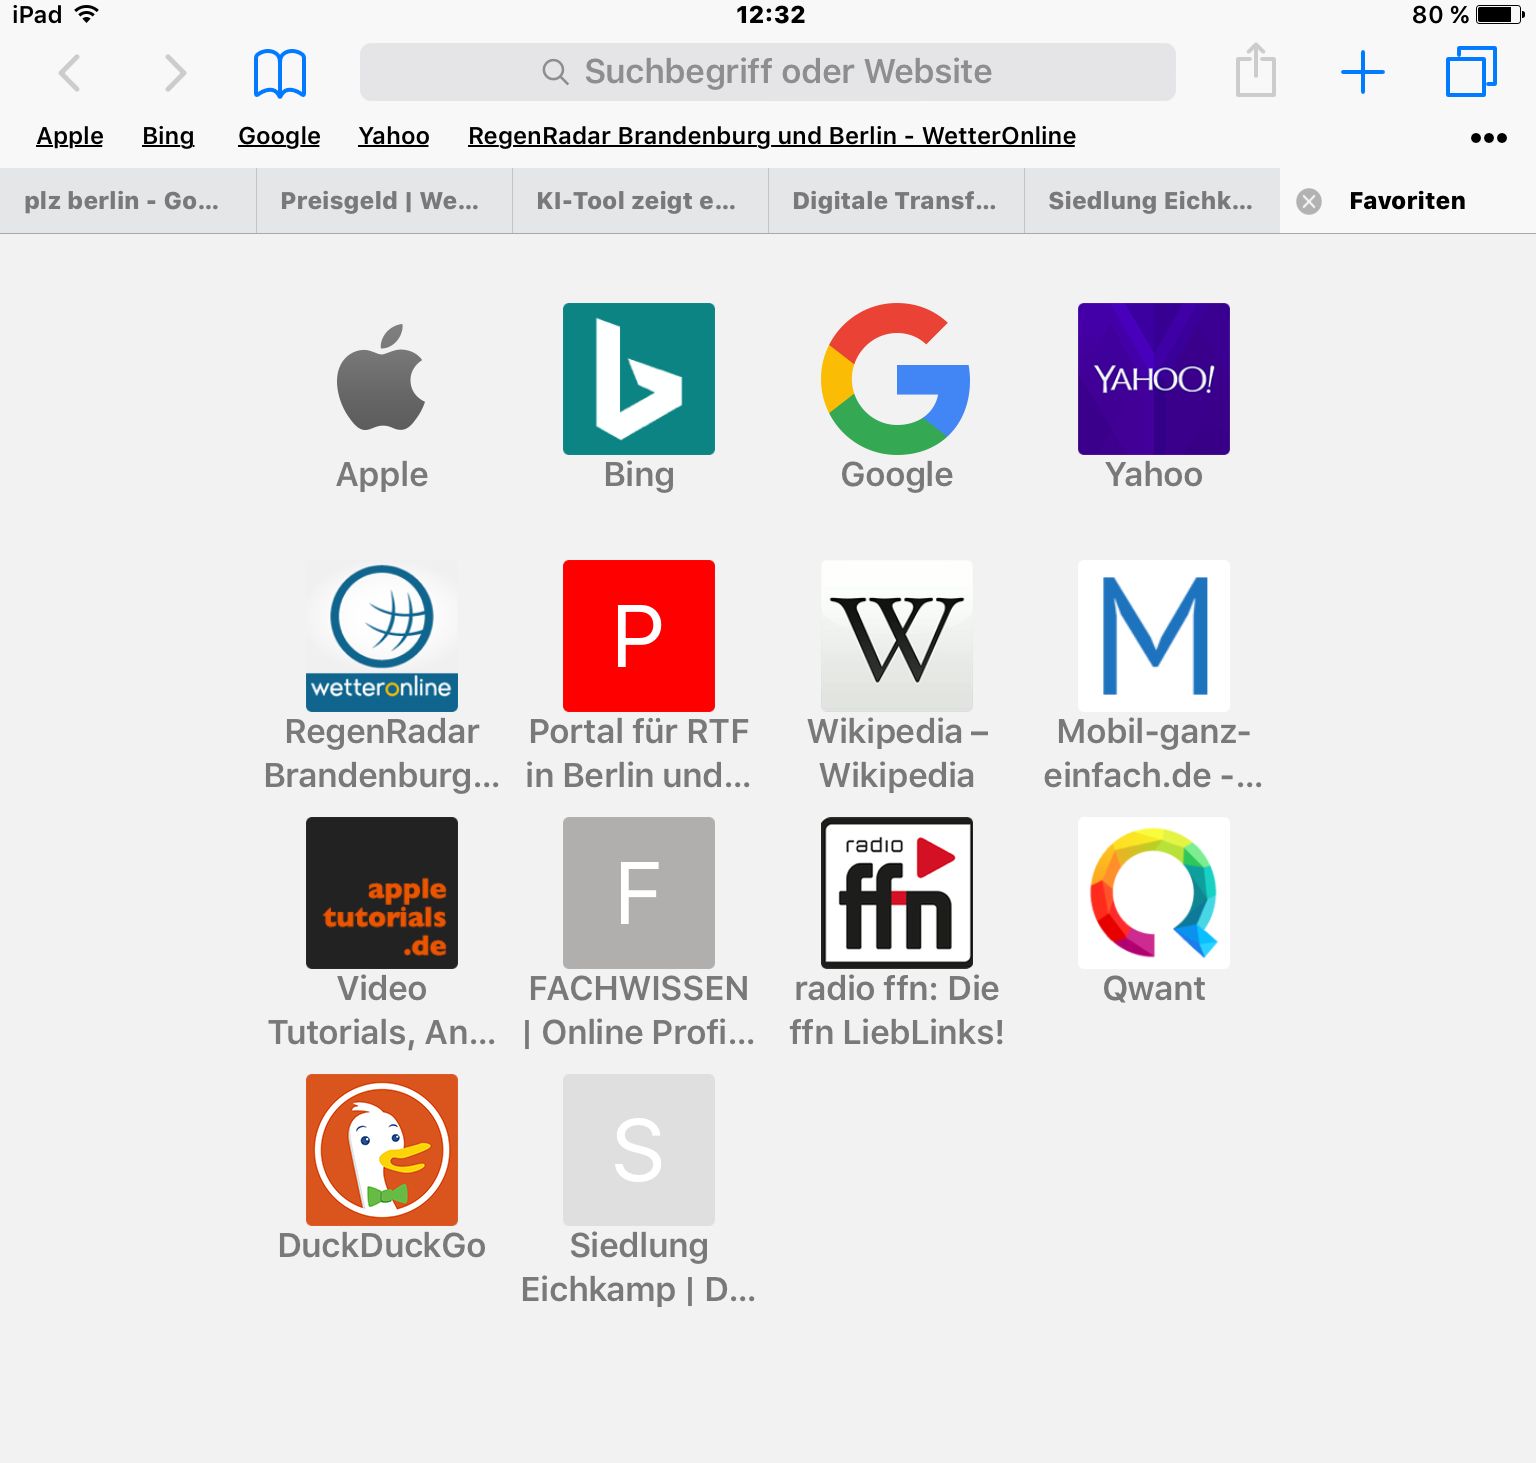 iPad 12:32 80 %
Suchbegriff oder Website
Apple Bing Google Yahoo RegenRadar Brandenburg und Berlin - WetterOnline
plz berlin - Go... Preisgeld | We... KI-Tool zeigt e... Digitale Transf... Siedlung Eichk... Favoriten
YAHOO!
Apple Bing Google Yahoo
wetteronline
P
W
M
RegenRadar
Brandenburg...
Portal für RTF
in Berlin und...
Wikipedia –
Wikipedia
Mobil-ganz-
einfach.de -...
apple
tutorials
.de
F
radio
ffn
Video
Tutorials, An...
FACHWISSEN
| Online Profi...
radio ffn: Die
ffn LiebLinks!
Qwant
S
DuckDuckGo
Siedlung
Eichkamp | D...